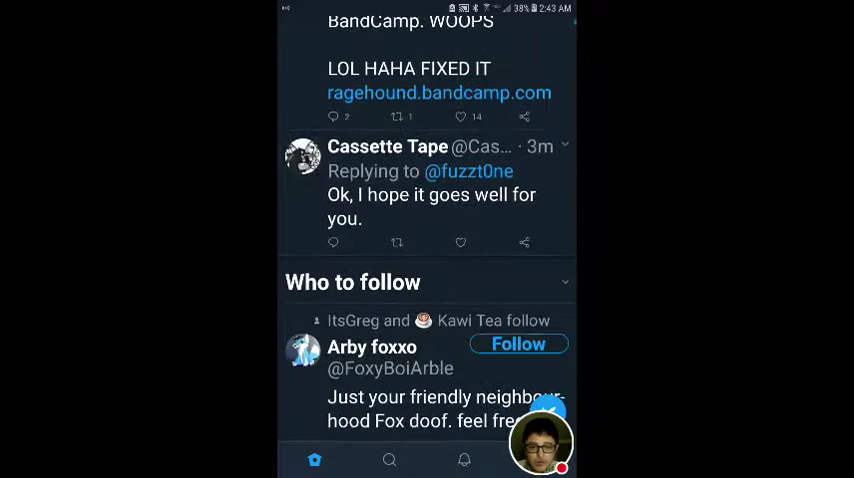 38% 2:43 AM
BandCamp. WOOPS
LOL HAHA FIXED IT
ragehound.bandcamp.com
2 1 14
Cassette Tape @Cas... · 3m
Replying to @fuzzt0ne
Ok, I hope it goes well for
you.
Who to follow
ItsGreg and ☕ Kawi Tea follow
Arby foxxo Follow
@FoxyBoiArble
Just your friendly neighbour-
hood Fox doof. feel